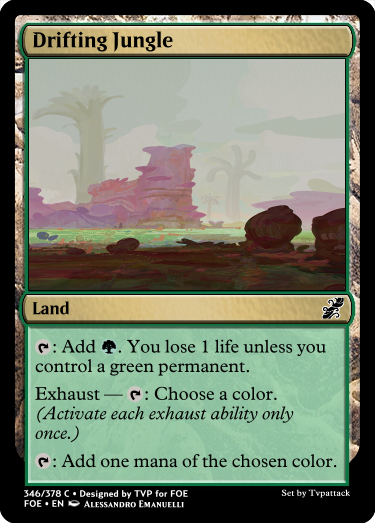 Drifting Jungle
Land
: Add . You lose 1 life unless you
control a green permanent.
Exhaust — : Choose a color.
(Activate each exhaust ability only
once.)
: Add one mana of the chosen color.
346/378 C • Designed by TVP for FOE
Set by Tvpattack
FOE • EN Alessandro Emanuelli